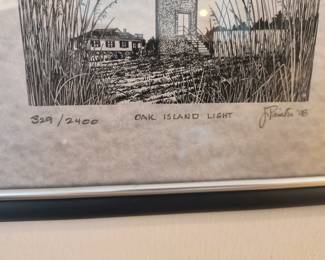 329/2400 OAK ISLAND LIGHT